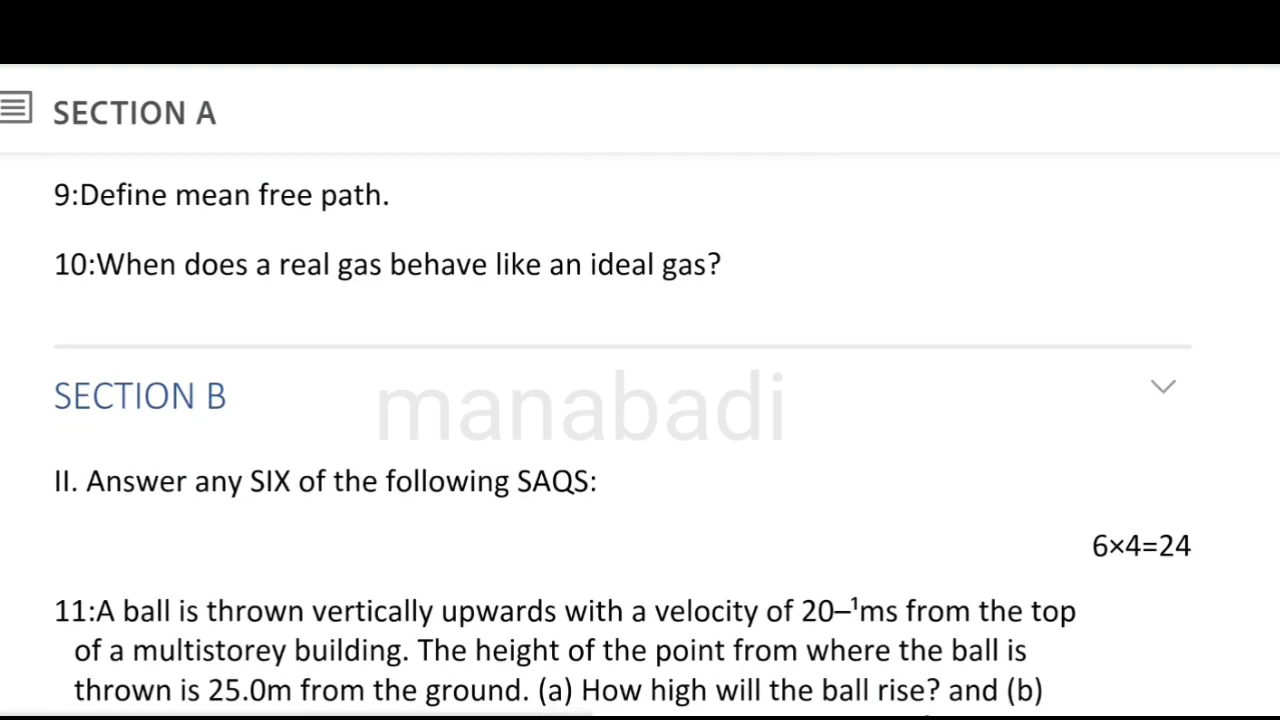 SECTION A
9:Define mean free path.
10:When does a real gas behave like an ideal gas?
SECTION B
manabadi
II. Answer any SIX of the following SAQS:
6×4=24
11:A ball is thrown vertically upwards with a velocity of 20–¹ms from the top
of a multistorey building. The height of the point from where the ball is
thrown is 25.0m from the ground. (a) How high will the ball rise? and (b)